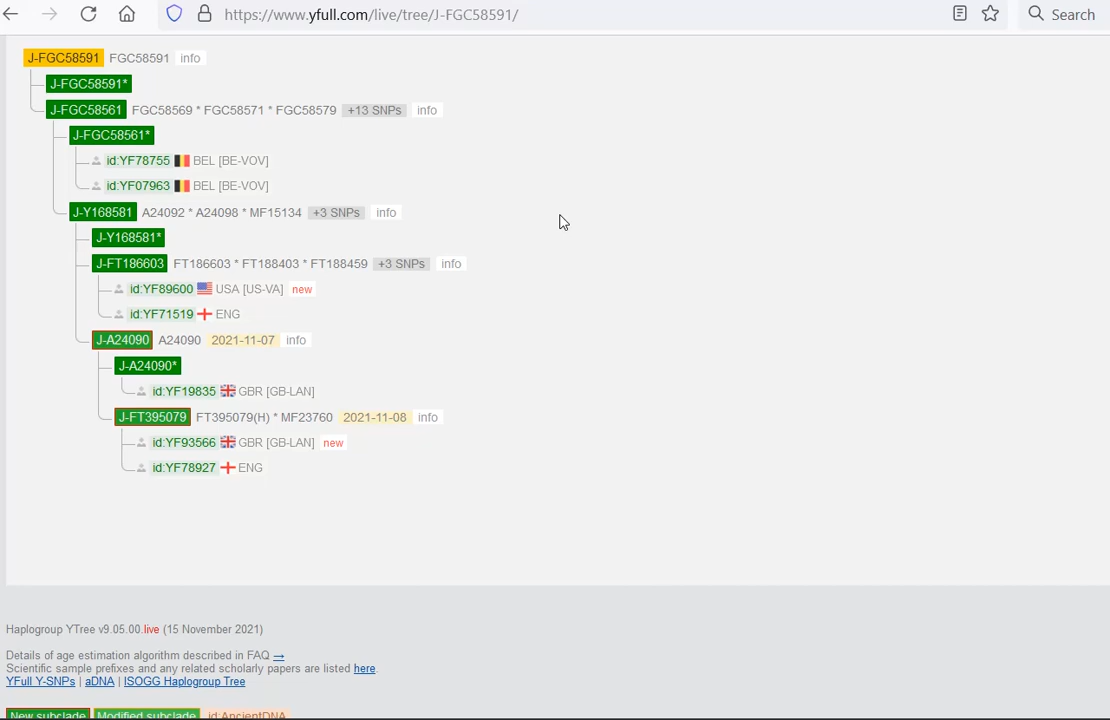 https://www.yfull.com/live/tree/J-FGC58591/ Search
J-FGC58591 FGC58591 info
J-FGC58591*
J-FGC58561 FGC58569 * FGC58571 * FGC58579 +13 SNPs info
J-FGC58561*
id:YF78755 BEL [BE-VOV]
id:YF07963 BEL [BE-VOV]
J-Y168581 A24092 * A24098 * MF15134 +3 SNPs info
J-Y168581*
J-FT186603 FT186603 * FT188403 * FT188459 +3 SNPs info
id:YF89600 USA [US-VA] new
id:YF71519 ENG
J-A24090 A24090 2021-11-07 info
J-A24090*
id:YF19835 GBR [GB-LAN]
J-FT395079 FT395079(H) * MF23760 2021-11-08 info
id:YF93566 GBR [GB-LAN] new
id:YF78927 ENG
Haplogroup YTree v9.05.00.live (15 November 2021)
Details of age estimation algorithm described in FAQ →
Scientific sample prefixes and any related scholarly papers are listed here.
YFull Y-SNPs | aDNA | ISOGG Haplogroup Tree
New subclade Modified subclade id:AncientDNA